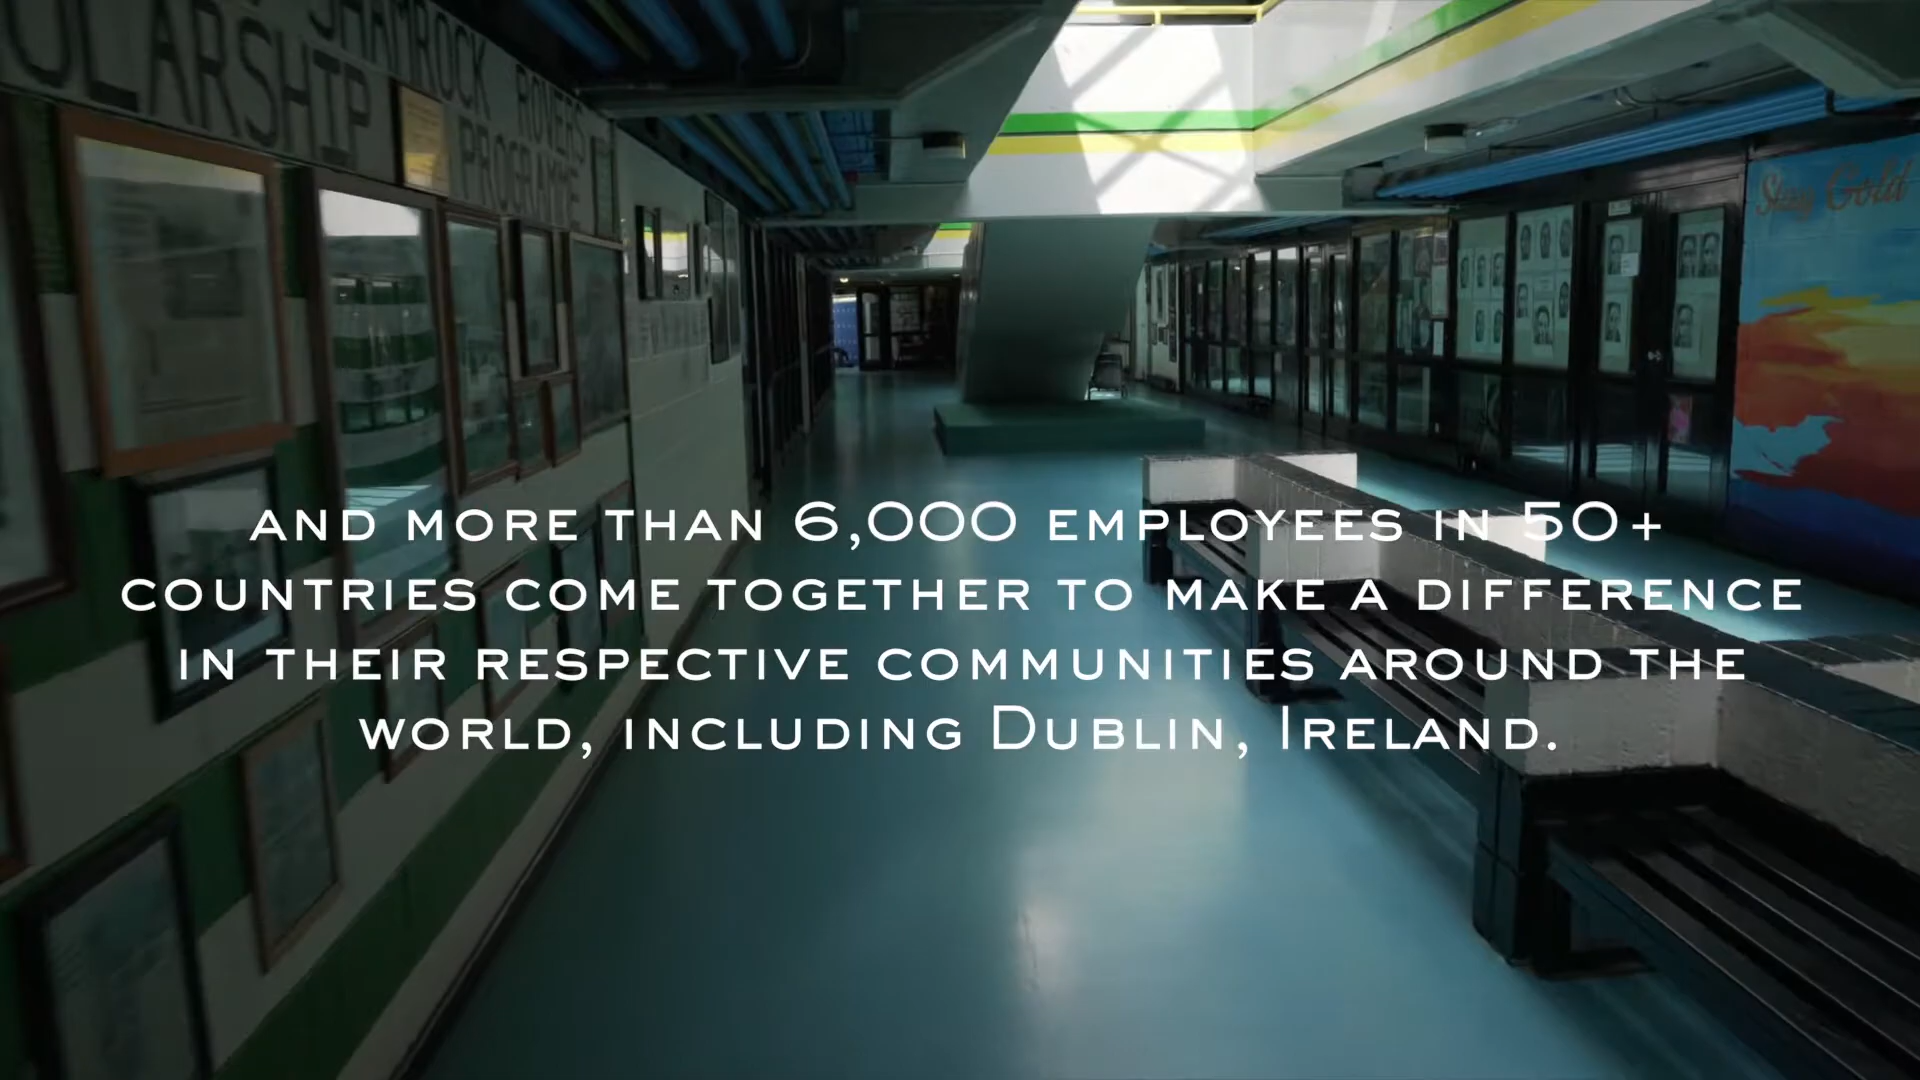 SHAMROCK ROVERS
OLARSHIP PROGRAMME
Stay Gold
AND MORE THAN 6,000 EMPLOYEES IN 50+
COUNTRIES COME TOGETHER TO MAKE A DIFFERENCE
IN THEIR RESPECTIVE COMMUNITIES AROUND THE
WORLD, INCLUDING DUBLIN, IRELAND.